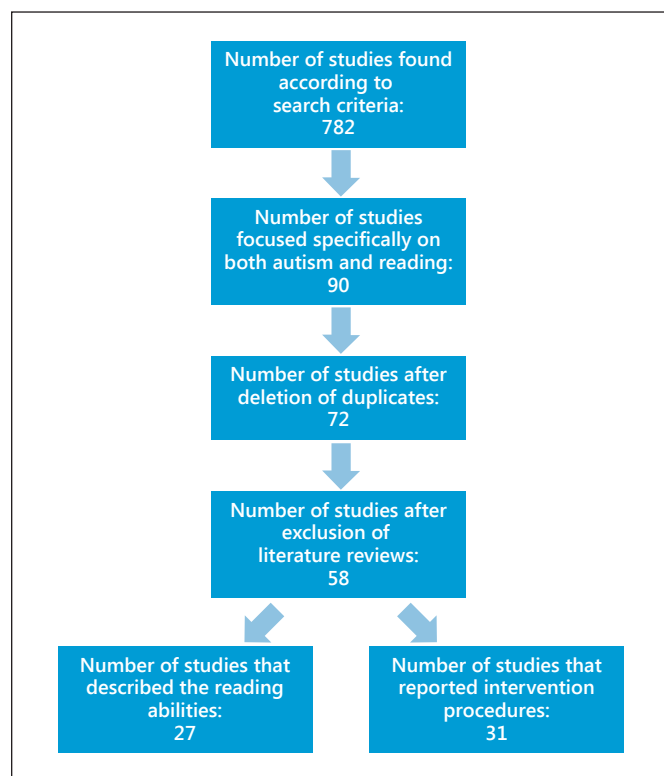 Number of studies found
according to
search criteria:
782
Number of studies
focused specifically on
both autism and reading:
90
Number of studies after
deletion of duplicates:
72
Number of studies after
exclusion of
literature reviews:
58
Number of studies that
described the reading
abilities:
27
Number of studies that
reported intervention
procedures:
31